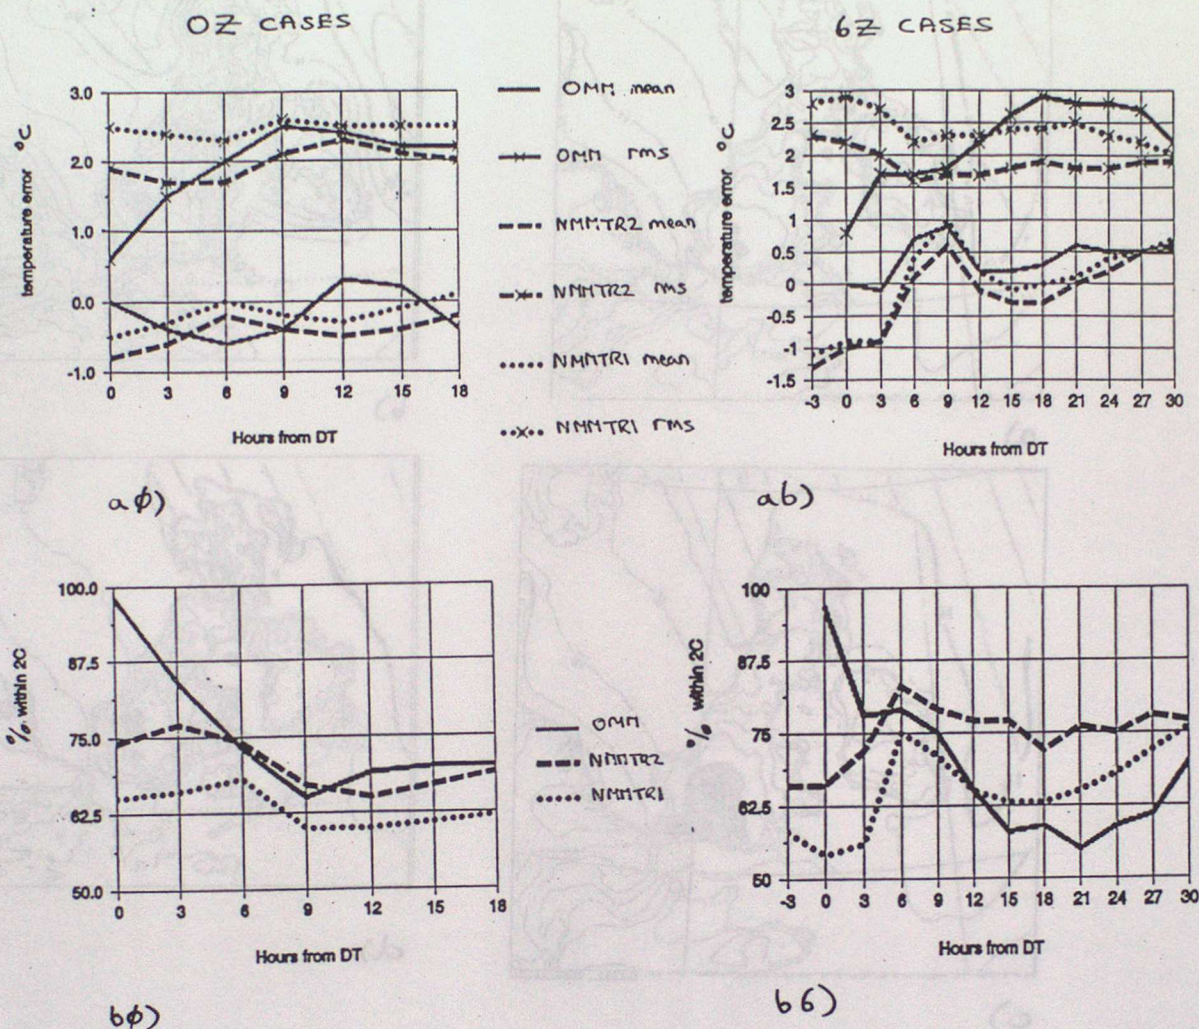 OZ CASES
6Z CASES
temperature error °C
3.0
2.0
1.0
0.0
-1.0
0 3 6 9 12 15 18
Hours from DT
aø)
OMM mean
OMM rms
NMMTR2 mean
NMMTR2 rms
NMMTR1 mean
NMMTR1 rms
temperature error °C
3
2.5
2
1.5
1
0.5
0
-0.5
-1
-1.5
-3 0 3 6 9 12 15 18 21 24 27 30
Hours from DT
a6)
% within 2C
100.0
87.5
75.0
62.5
50.0
0 3 6 9 12 15 18
Hours from DT
bø)
OMM
NMMTR2
NMMTR1
% within 2C
100
87.5
75
62.5
50
-3 0 3 6 9 12 15 18 21 24 27 30
Hours from DT
b6)